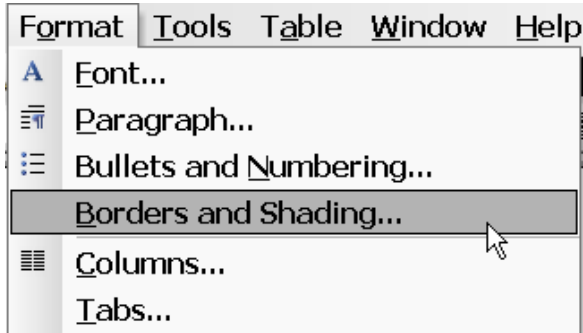 Format Tools Table Window Help
Font...
Paragraph...
Bullets and Numbering...
Borders and Shading...
Columns...
Tabs...